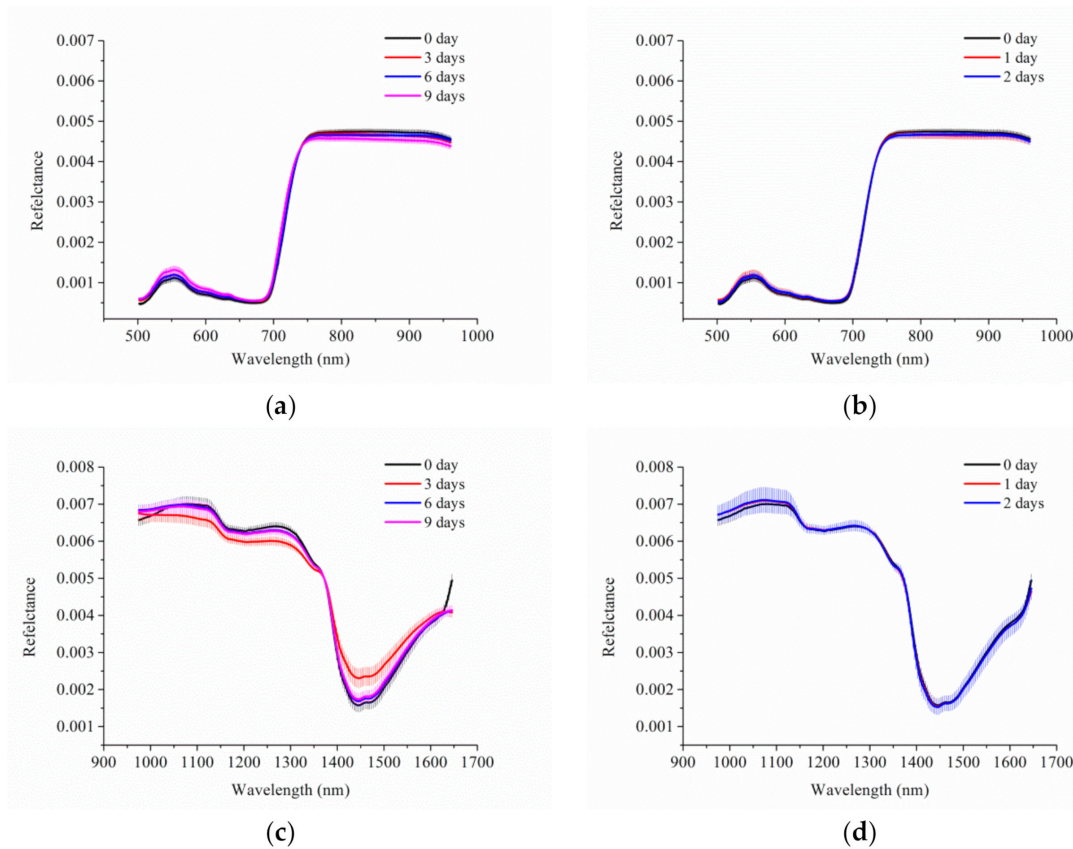 0.007
0.006
0.005
0.004
0.003
0.002
0.001
Refelctance
0 day
3 days
6 days
9 days
500 600 700 800 900 1000
Wavelength (nm)
(a)
0.007
0.006
0.005
0.004
0.003
0.002
0.001
Refelctance
0 day
1 day
2 days
500 600 700 800 900 1000
Wavelength (nm)
(b)
0.008
0.007
0.006
0.005
0.004
0.003
0.002
0.001
Refelctance
0 day
3 days
6 days
9 days
900 1000 1100 1200 1300 1400 1500 1600 1700
Wavelength (nm)
(c)
0.008
0.007
0.006
0.005
0.004
0.003
0.002
0.001
Refelctance
0 day
1 day
2 days
900 1000 1100 1200 1300 1400 1500 1600 1700
Wavelength (nm)
(d)